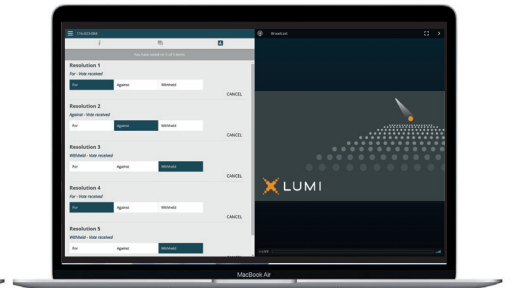 Broadcast
Resolution 1
For - Vote received
For Against Withheld
CANCEL
Resolution 2
Against - Vote received
For Against Withheld
CANCEL
Resolution 3
Withheld - Vote received
For Against Withheld
CANCEL
Resolution 4
For - Vote received
For Against Withheld
CANCEL
Resolution 5
Withheld - Vote received
For Against Withheld
LUMI
MacBook Air